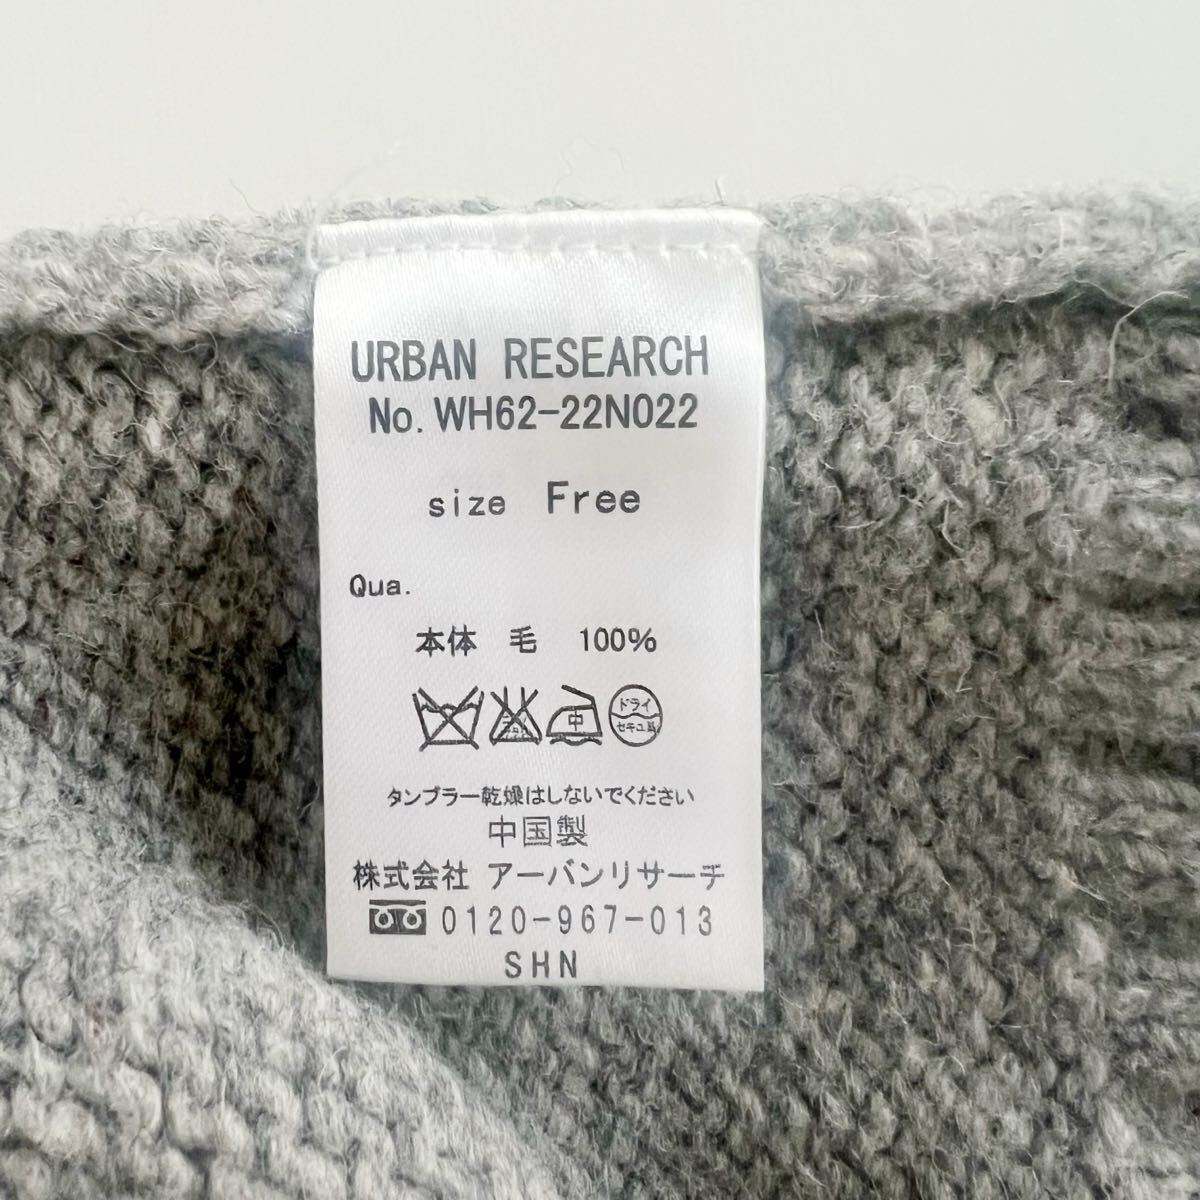 URBAN RESEARCH
No. WH62-22N022
size Free
Qua.
本体 毛 100%
中
ドライ
セキユ系
タンブラー乾燥はしないでください
中国製
株式会社 アーバンリサーチ
0120-967-013
SHN